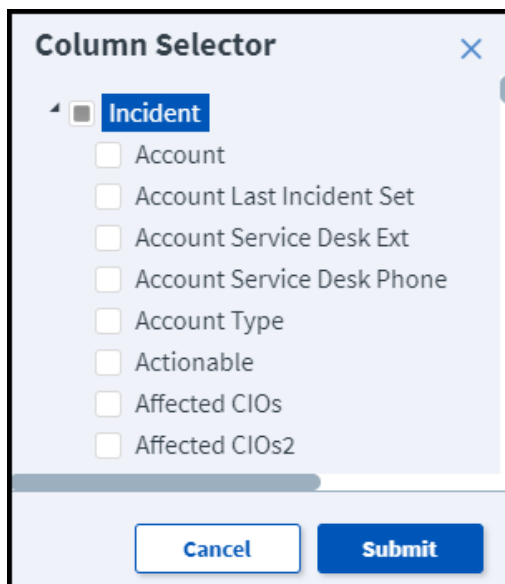 Column Selector
Incident
Account
Account Last Incident Set
Account Service Desk Ext
Account Service Desk Phone
Account Type
Actionable
Affected CIOs
Affected CIOs2
Cancel Submit